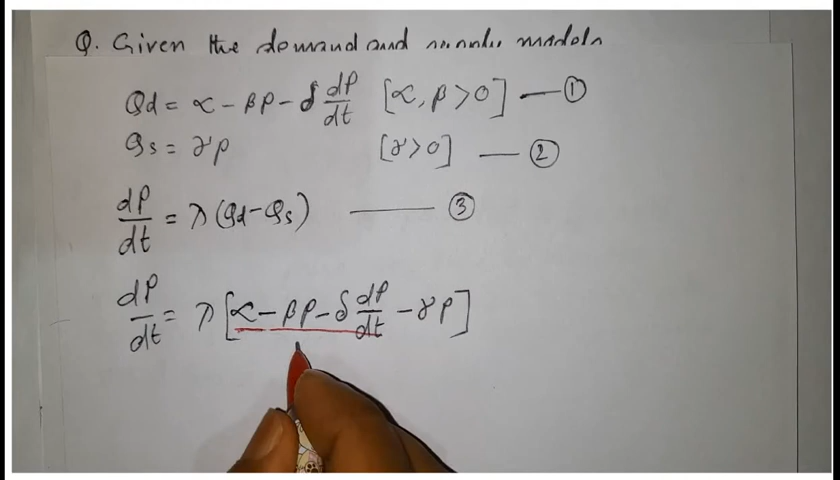 Q. Given the demand and supply models
Qd = α - βP - δ dP/dt [α, β > 0] — ①
Qs = γP [γ > 0] — ②
dP/dt = λ (Qd - Qs) — ③
dP/dt = λ [α - βP - δ dP/dt - γP]